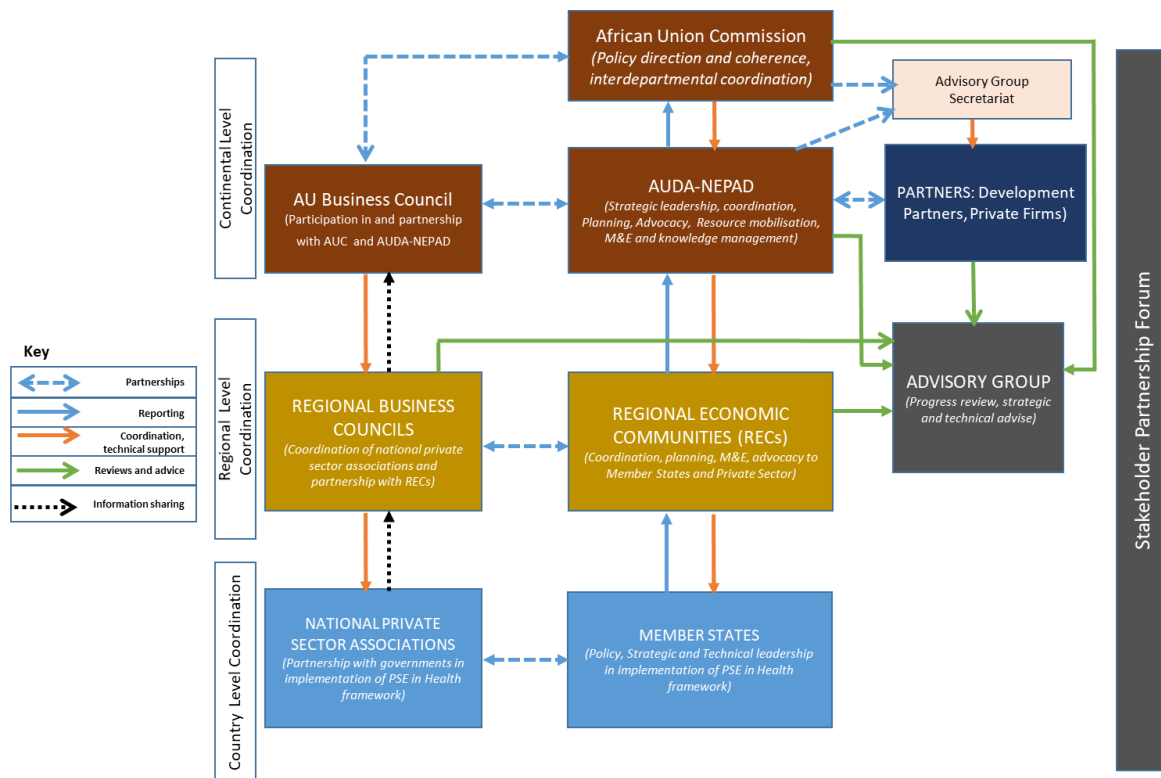 African Union Commission
(Policy direction and coherence,
interdepartmental coordination)
Advisory Group
Secretariat
Continental Level
Coordination
AU Business Council
(Participation in and partnership
with AUC and AUDA-NEPAD
AUDA-NEPAD
(Strategic leadership, coordination,
Planning, Advocacy, Resource mobilisation,
M&E and knowledge management)
PARTNERS: Development
Partners, Private Firms)
Key
Partnerships
Reporting
Coordination,
technical support
Reviews and advice
Information sharing
Regional Level
Coordination
REGIONAL BUSINESS
COUNCILS
(Coordination of national private
sector associations and
partnership with RECs)
REGIONAL ECONOMIC
COMMUNITIES (RECs)
(Coordination, planning, M&E, advocacy to
Member States and Private Sector)
ADVISORY GROUP
(Progress review, strategic
and technical advise)
Country Level Coordination
NATIONAL PRIVATE
SECTOR ASSOCIATIONS
(Partnership with governments in
implementation of PSE in Health
framework)
MEMBER STATES
(Policy, Strategic and Technical leadership
in implementation of PSE in Health
framework)
Stakeholder Partnership Forum